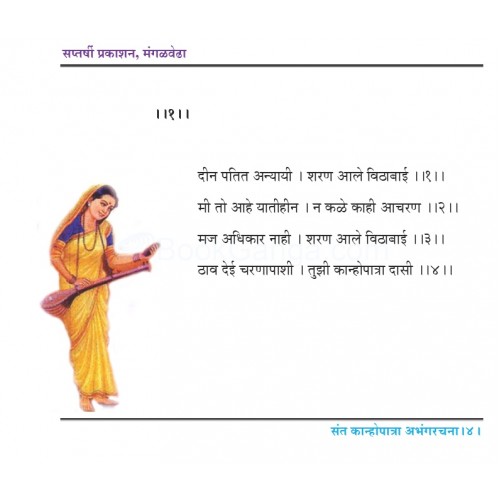 सप्तर्षी प्रकाशन, मंगळवेढा
।।१।।
दीन पतित अन्यायी । शरण आले विठाबाई ।।१।।
मी तो आहे यातीहीन । न कळे काही आचरण ।।२।।
मज अधिकार नाही । शरण आले विठाबाई ।।३।।
ठाव देई चरणापाशी । तुझी कान्होपात्रा दासी ।।४।।
संत कान्होपात्रा अभंगरचना।४।